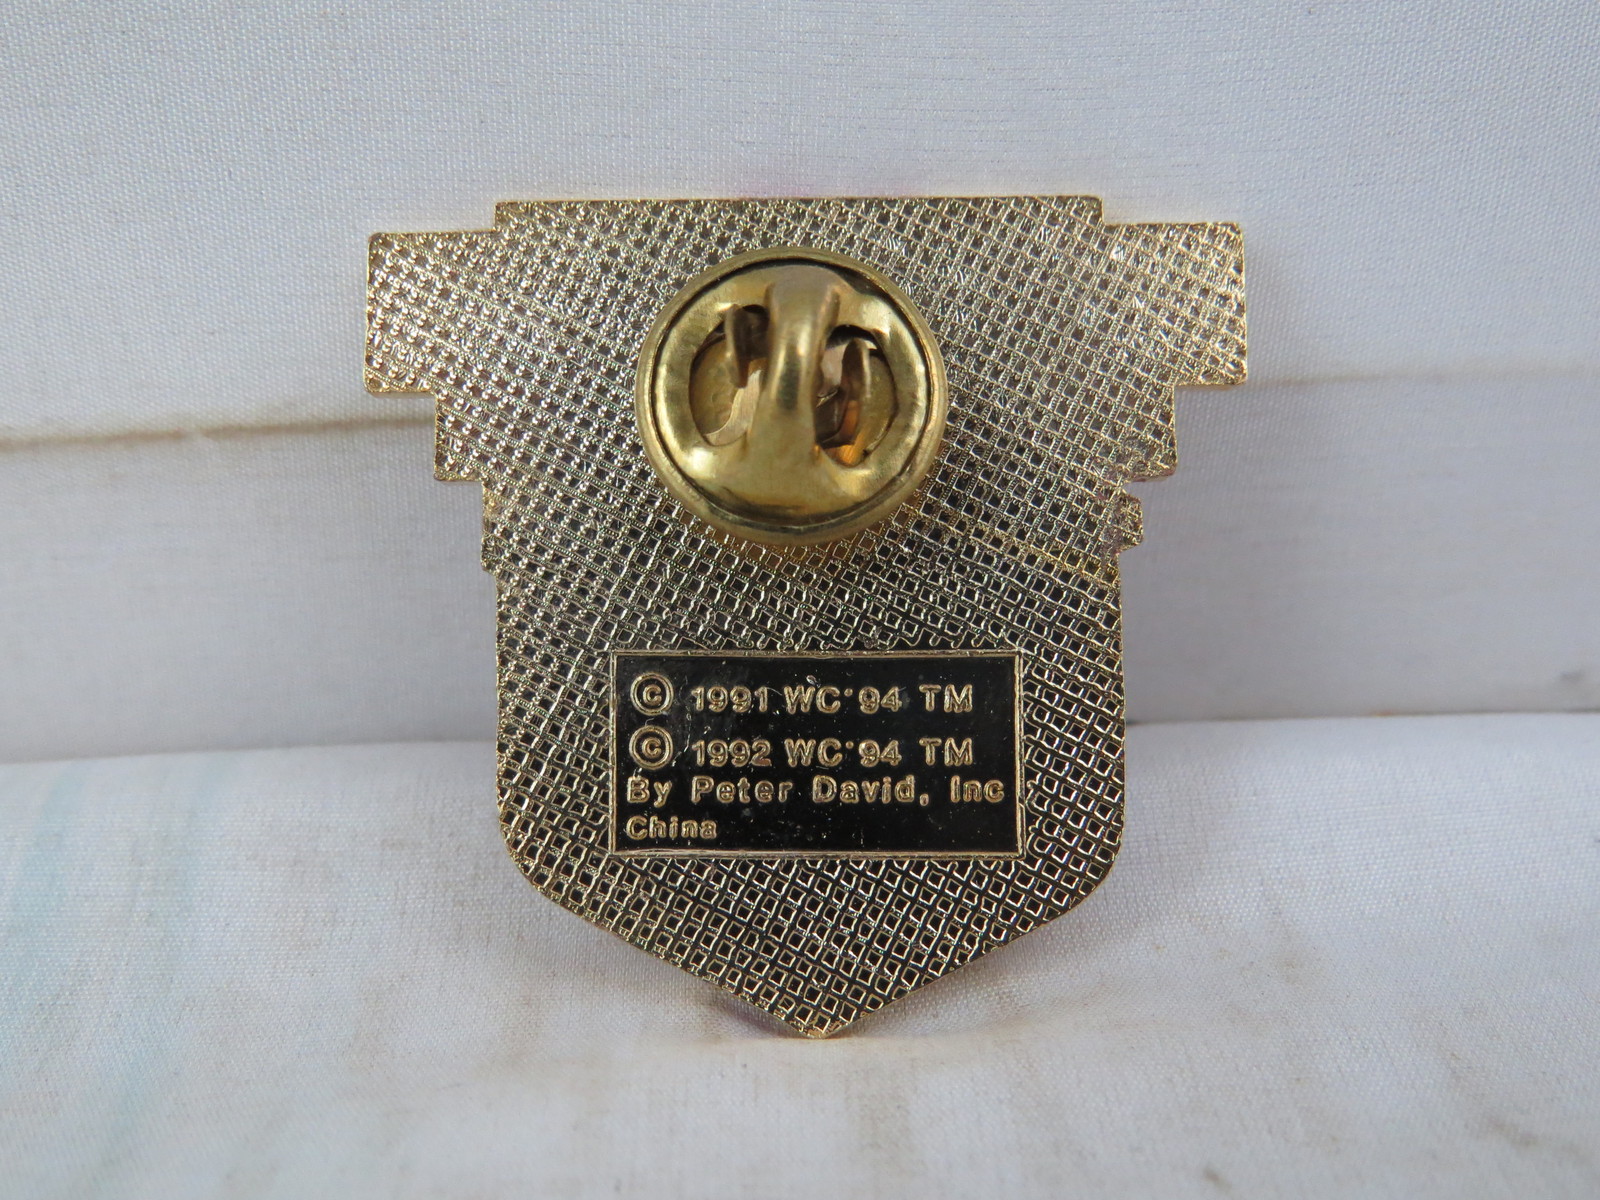 © 1991 WC'94 TM
© 1992 WC'94 TM
By Peter David, Inc
China